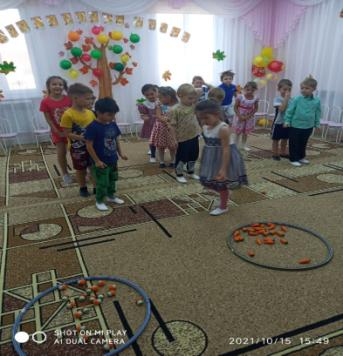 SHOT ON MI PLAY
AI DUAL CAMERA
2021/10/15 15:49